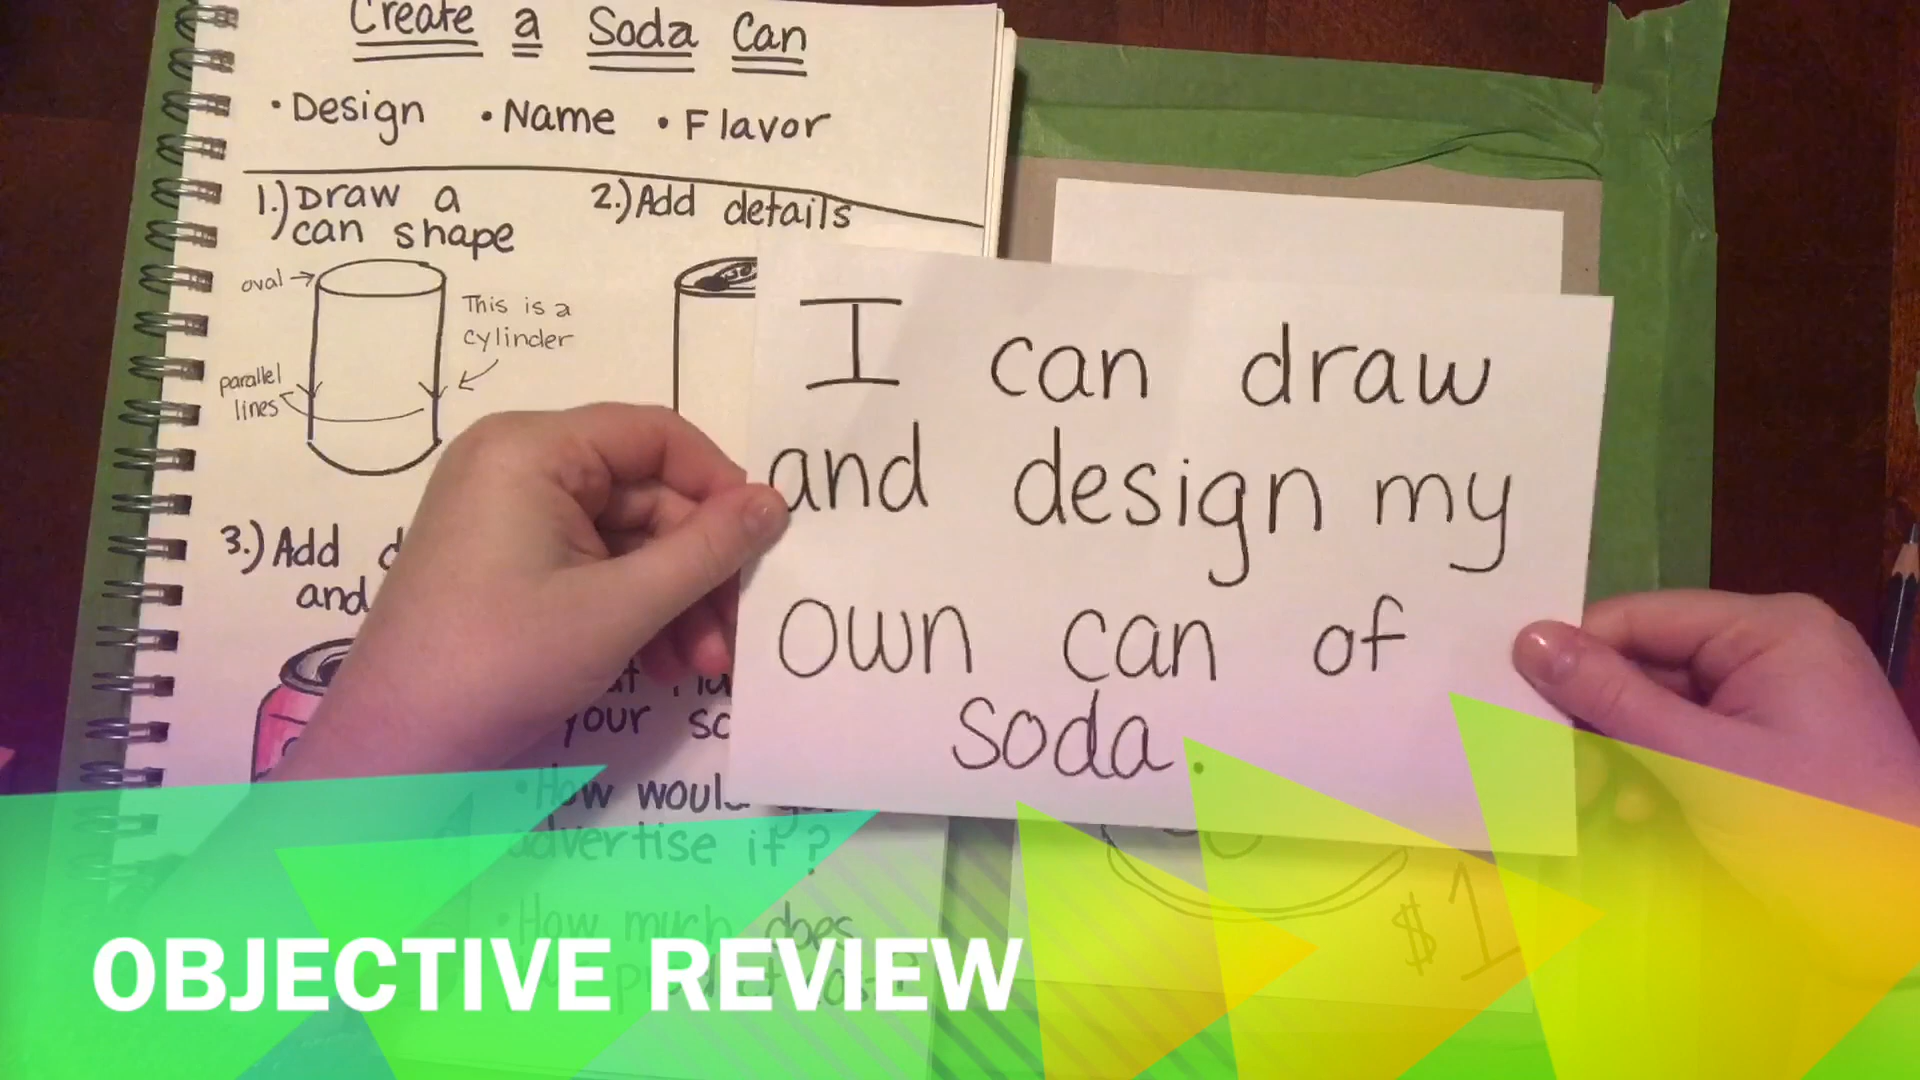 Create a Soda Can
• Design • Name • Flavor
1.) Draw a
can shape
oval
This is a
cylinder
parallel
lines
2.) Add details
3.) Add
and
your
• How would
advertise it?
• How much does
I can draw
and design my
own can of
soda.
$1
OBJECTIVE REVIEW